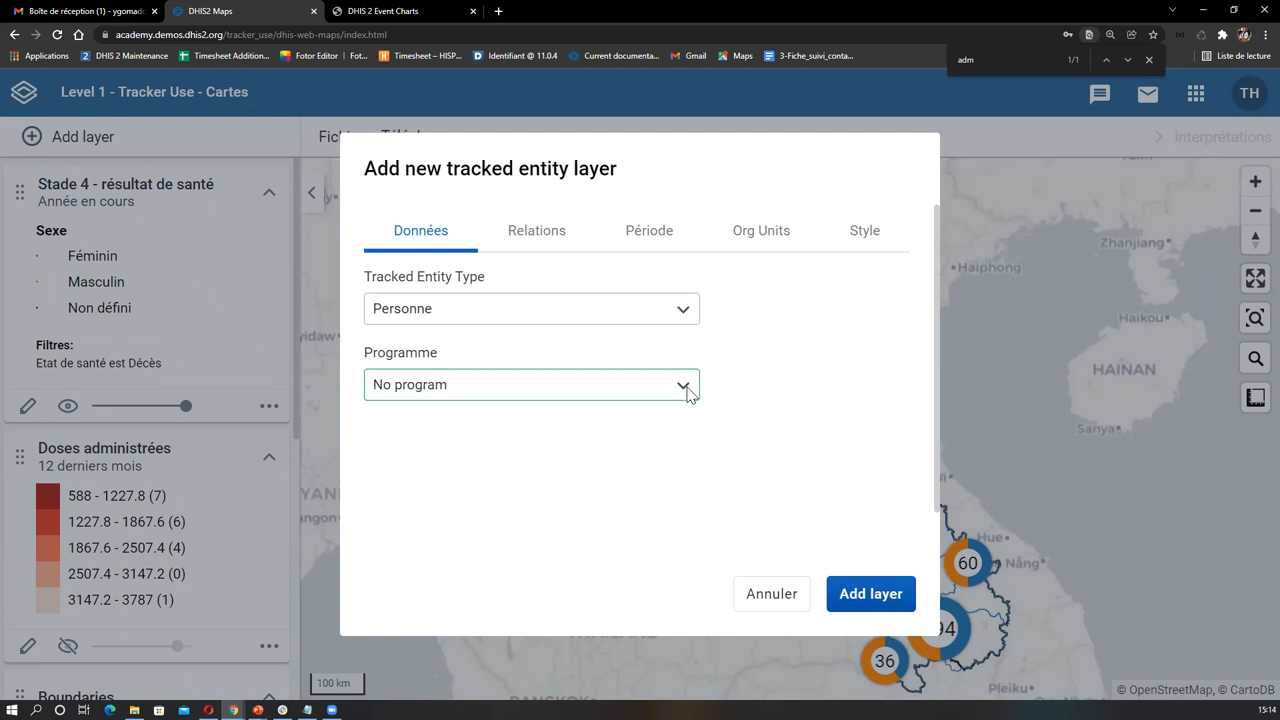 Boîte de réception (1) - ygomad
DHIS2 Maps
DHIS 2 Event Charts
academy.demos.dhis2.org/tracker_use/dhis-web-maps/index.html
Applications
DHIS 2 Maintenance
Timesheet Addition...
Fotor Editor | Fot...
Timesheet – HISP...
Identifiant @ 11.0.4
Current documenta...
Gmail
Maps
3-Fiche_suivi_conta...
Liste de lecture
adm
1/1
Level 1 - Tracker Use - Cartes
TH
Add layer
interprétations
Add new tracked entity layer
Données
Relations
Période
Org Units
Style
Tracked Entity Type
Personne
Programme
No program
Annuler
Add layer
Stade 4 - résultat de santé
Année en cours
Sexe
Féminin
Masculin
Non défini
Filtres:
Etat de santé est Décès
Doses administrées
12 derniers mois
588 - 1227.8 (7)
1227.8 - 1867.6 (6)
1867.6 - 2507.4 (4)
2507.4 - 3147.2 (0)
3147.2 - 3787 (1)
Boundaries
Zhanjiang
Haiphong
Haikou
HAINAN
Sanya
Hue
Nẵng
60
94
36
Pleiku
100 km
© OpenStreetMap, © CartoDB
15:14